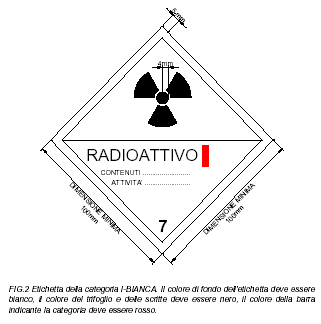 5mm
4mm
RADIOATTIVO
CONTENUTI ........................
ATTIVITA' ......................
7
DIMENSIONE MINIMA
100mm
DIMENSIONE MINIMA
100mm
FIG.2 Etichetta della categoria I-BIANCA. Il colore di fondo dell'etichetta deve essere
bianco, il colore del trifoglio e delle scritte deve essere nero, il colore della barra
indicante la categoria deve essere rosso.